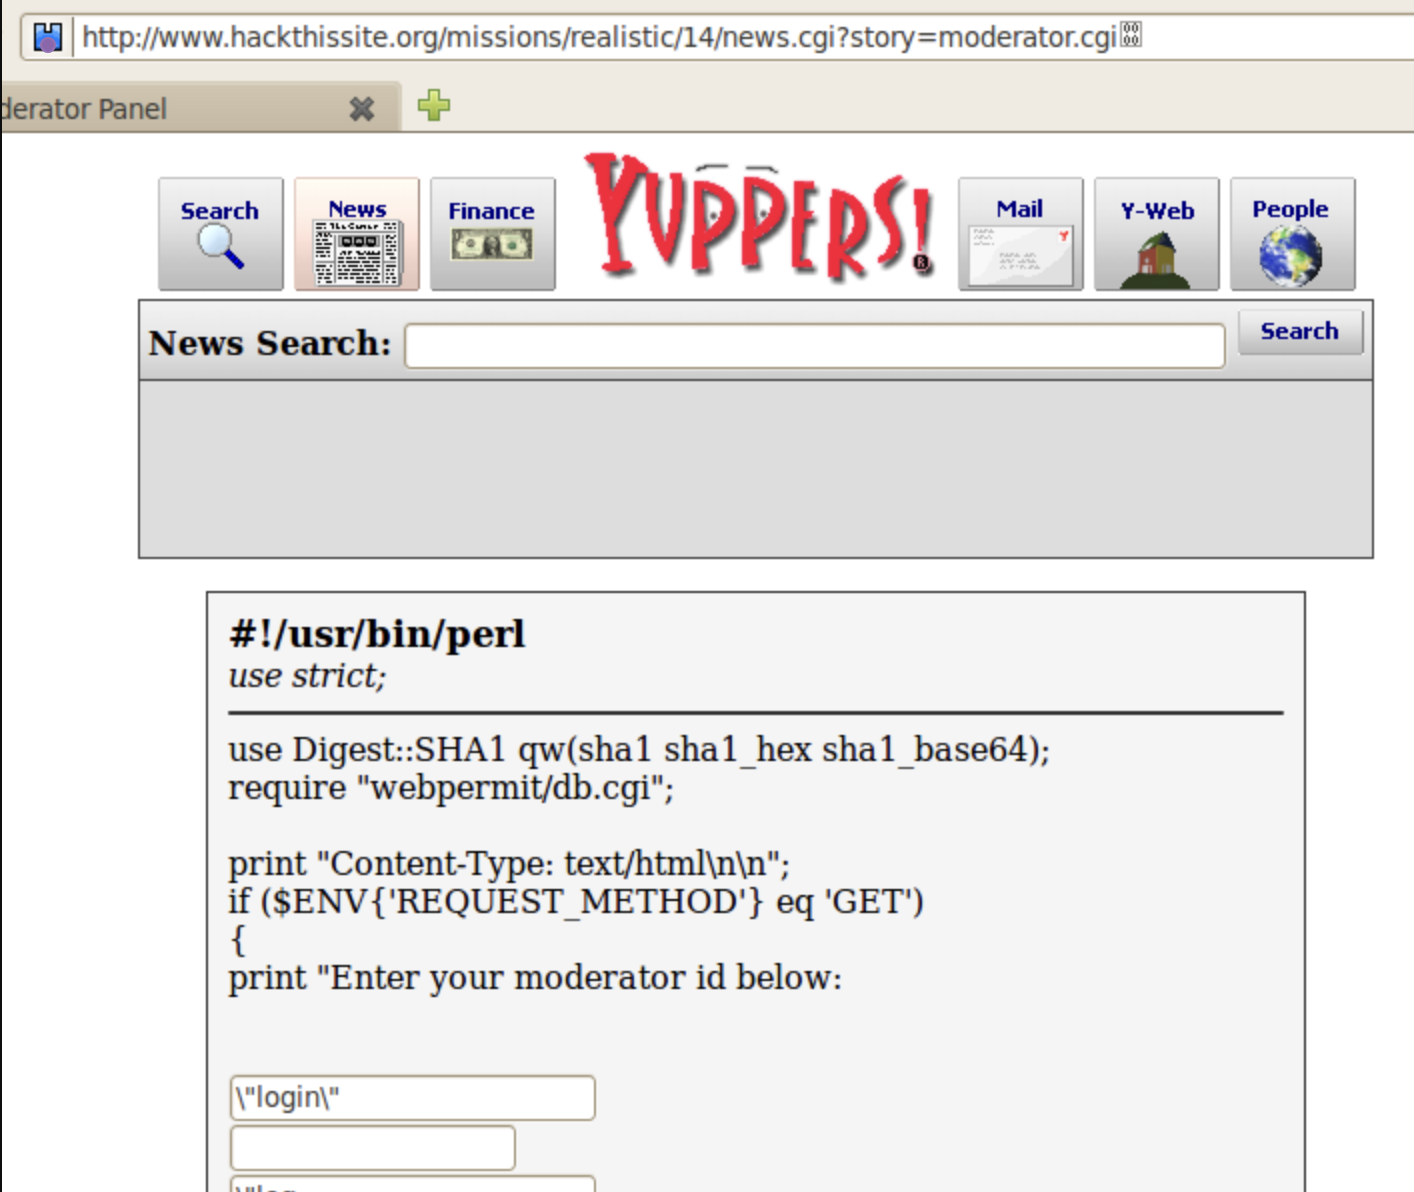 http://www.hackthissite.org/missions/realistic/14/news.cgi?story=moderator.cgi
derator Panel
Search
News
Finance
YUPPERS!
Mail
Y-Web
People
News Search:
Search
#!/usr/bin/perl
use strict;
use Digest::SHA1 qw(sha1 sha1_hex sha1_base64);
require "webpermit/db.cgi";
print "Content-Type: text/html\n\n";
if ($ENV{'REQUEST_METHOD'} eq 'GET')
{
print "Enter your moderator id below:
\"login\"